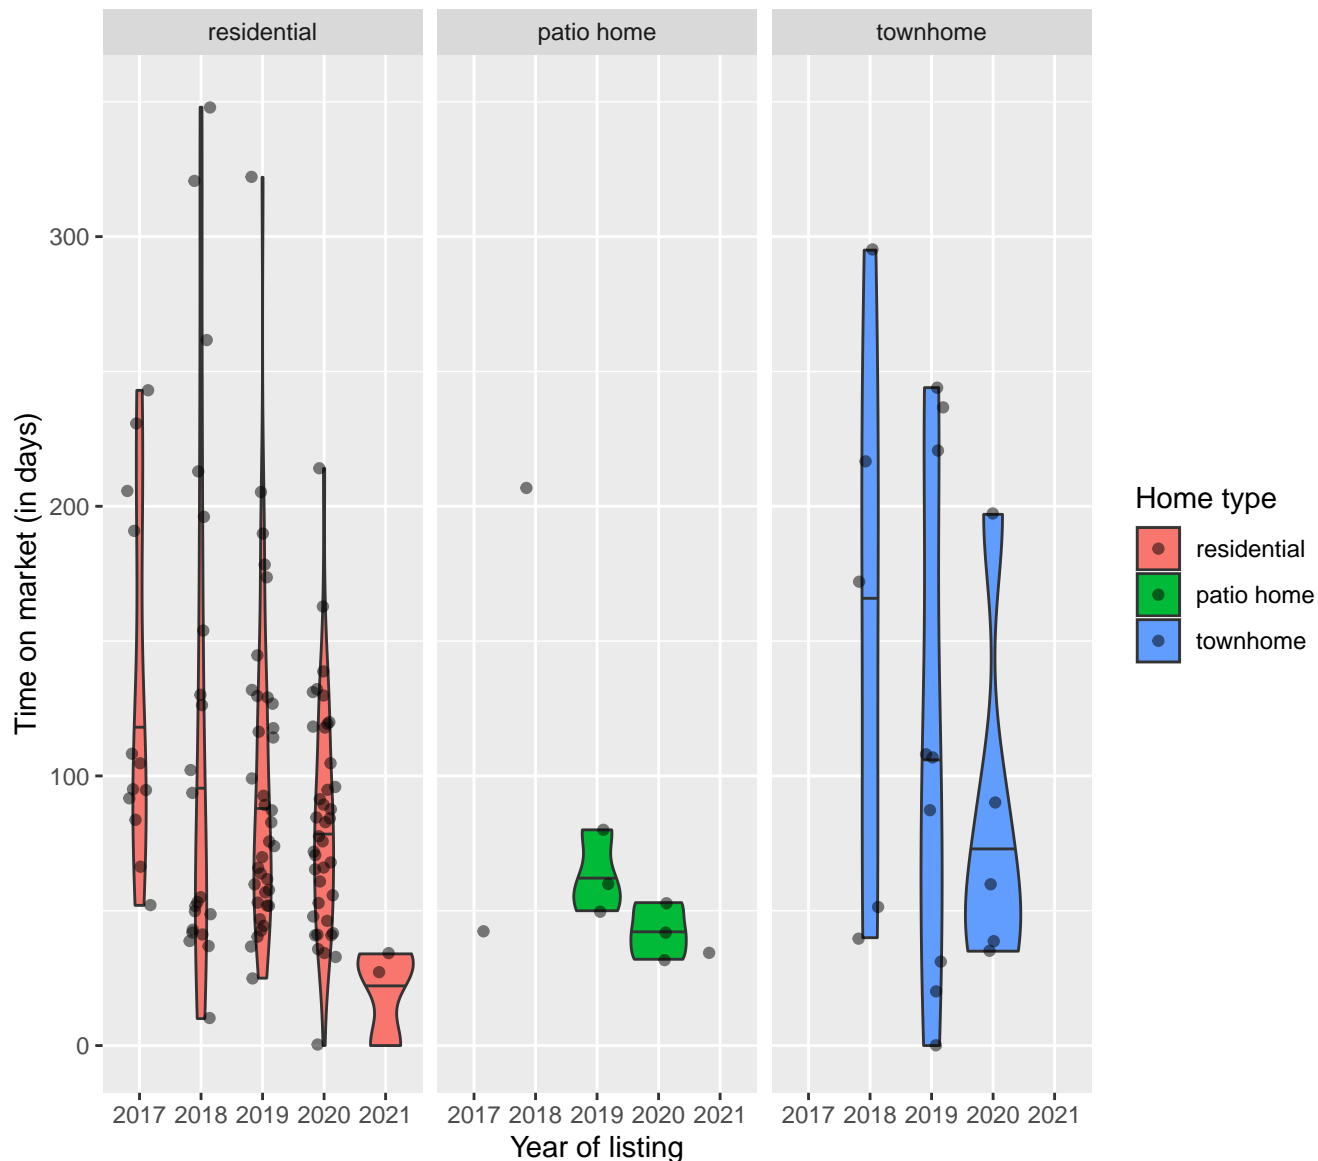 residential patio home townhome
Time on market (in days)
300
200
100
0
2017 2018 2019 2020 2021 2017 2018 2019 2020 2021 2017 2018 2019 2020 2021
Year of listing
Home type
residential
patio home
townhome